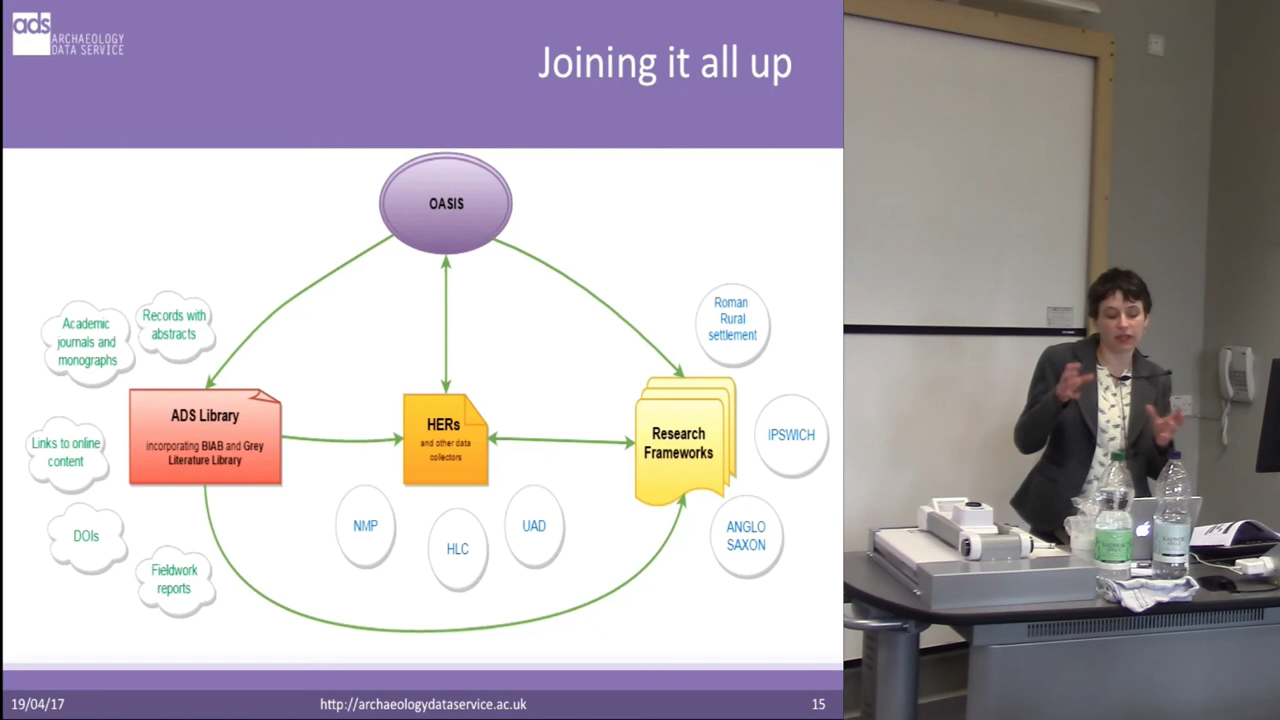 ads
ARCHAEOLOGY
DATA SERVICE
Joining it all up
OASIS
Academic
journals and
monographs
Records with
abstracts
Roman
Rural
settlement
ADS Library
incorporating BIAB and Grey
Literature Library
HERs
and other data
collectors
Research
Frameworks
IPSWICH
Links to online
content
NMP
HLC
UAD
ANGLO
SAXON
DOIs
Fieldwork
reports
19/04/17
http://archaeologydataservice.ac.uk
15